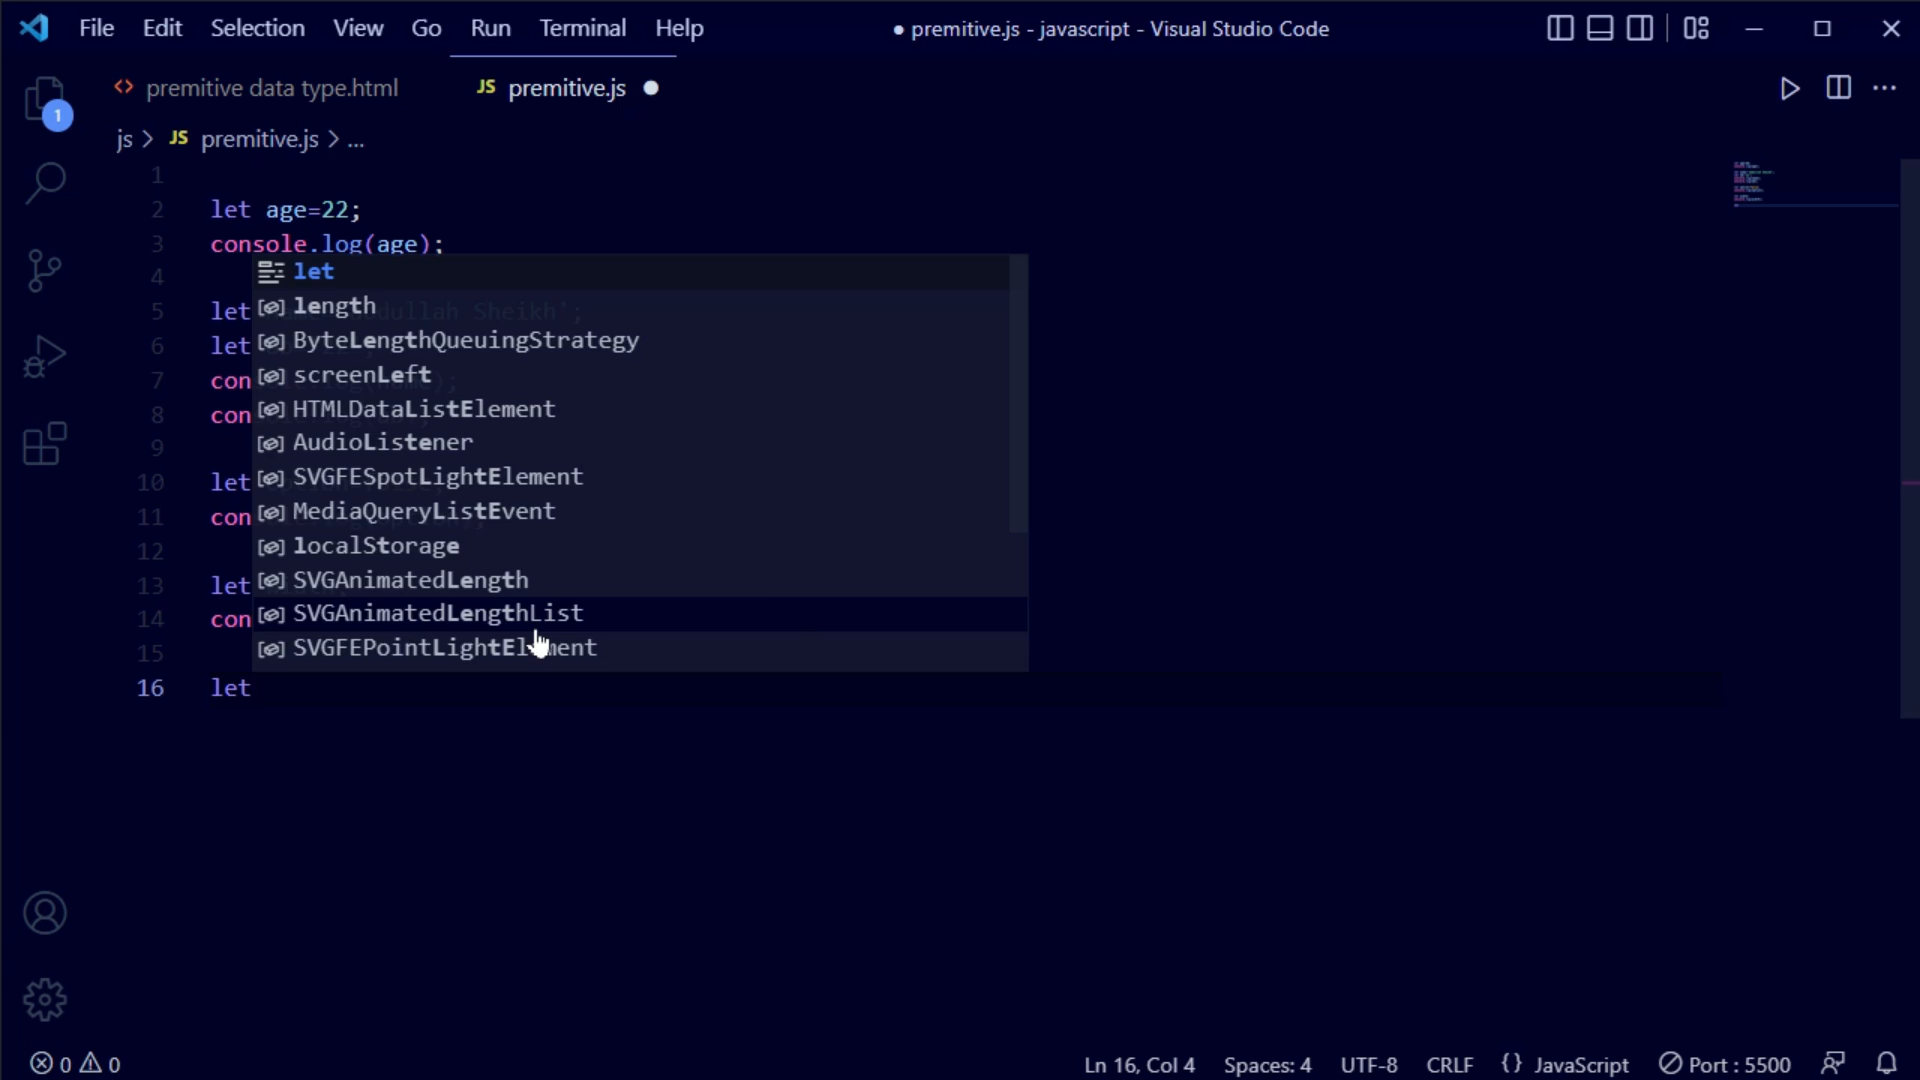 File Edit Selection View Go Run Terminal Help
● premitive.js - javascript - Visual Studio Code
1
<> premitive data type.html
JS premitive.js ●
js > JS premitive.js > ...
1
2 let age=22;
3 console.log(age);
4
5 let bdullah Sheikh';
6 let
7 con );
8 con
9
10 let
11 con
12
13 let
14 con
15
16 let
let
length
ByteLengthQueuingStrategy
screenLeft
HTMLDataListElement
AudioListener
SVGFESpotLightElement
MediaQueryListEvent
localStorage
SVGAnimatedLength
SVGAnimatedLengthList
SVGFEPointLightElement
0 0
Ln 16, Col 4 Spaces: 4 UTF-8 CRLF {} JavaScript Port : 5500